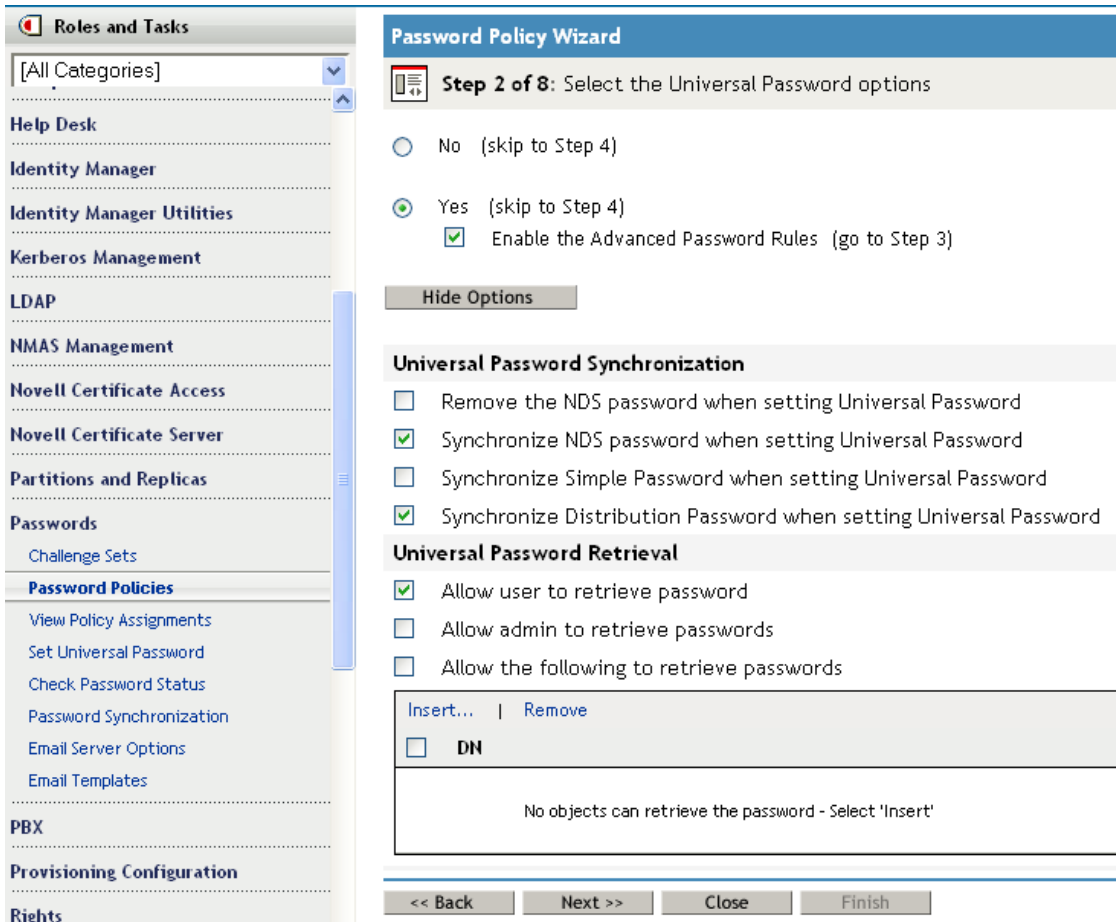 Roles and Tasks
[All Categories]
Help Desk
Identity Manager
Identity Manager Utilities
Kerberos Management
LDAP
NMAS Management
Novell Certificate Access
Novell Certificate Server
Partitions and Replicas
Passwords
Challenge Sets
Password Policies
View Policy Assignments
Set Universal Password
Check Password Status
Password Synchronization
Email Server Options
Email Templates
PBX
Provisioning Configuration
Rights
Password Policy Wizard
Step 2 of 8: Select the Universal Password options
No (skip to Step 4)
Yes (skip to Step 4)
Enable the Advanced Password Rules (go to Step 3)
Hide Options
Universal Password Synchronization
Remove the NDS password when setting Universal Password
Synchronize NDS password when setting Universal Password
Synchronize Simple Password when setting Universal Password
Synchronize Distribution Password when setting Universal Password
Universal Password Retrieval
Allow user to retrieve password
Allow admin to retrieve passwords
Allow the following to retrieve passwords
Insert... | Remove
DN
No objects can retrieve the password - Select 'Insert'
<< Back Next >> Close Finish